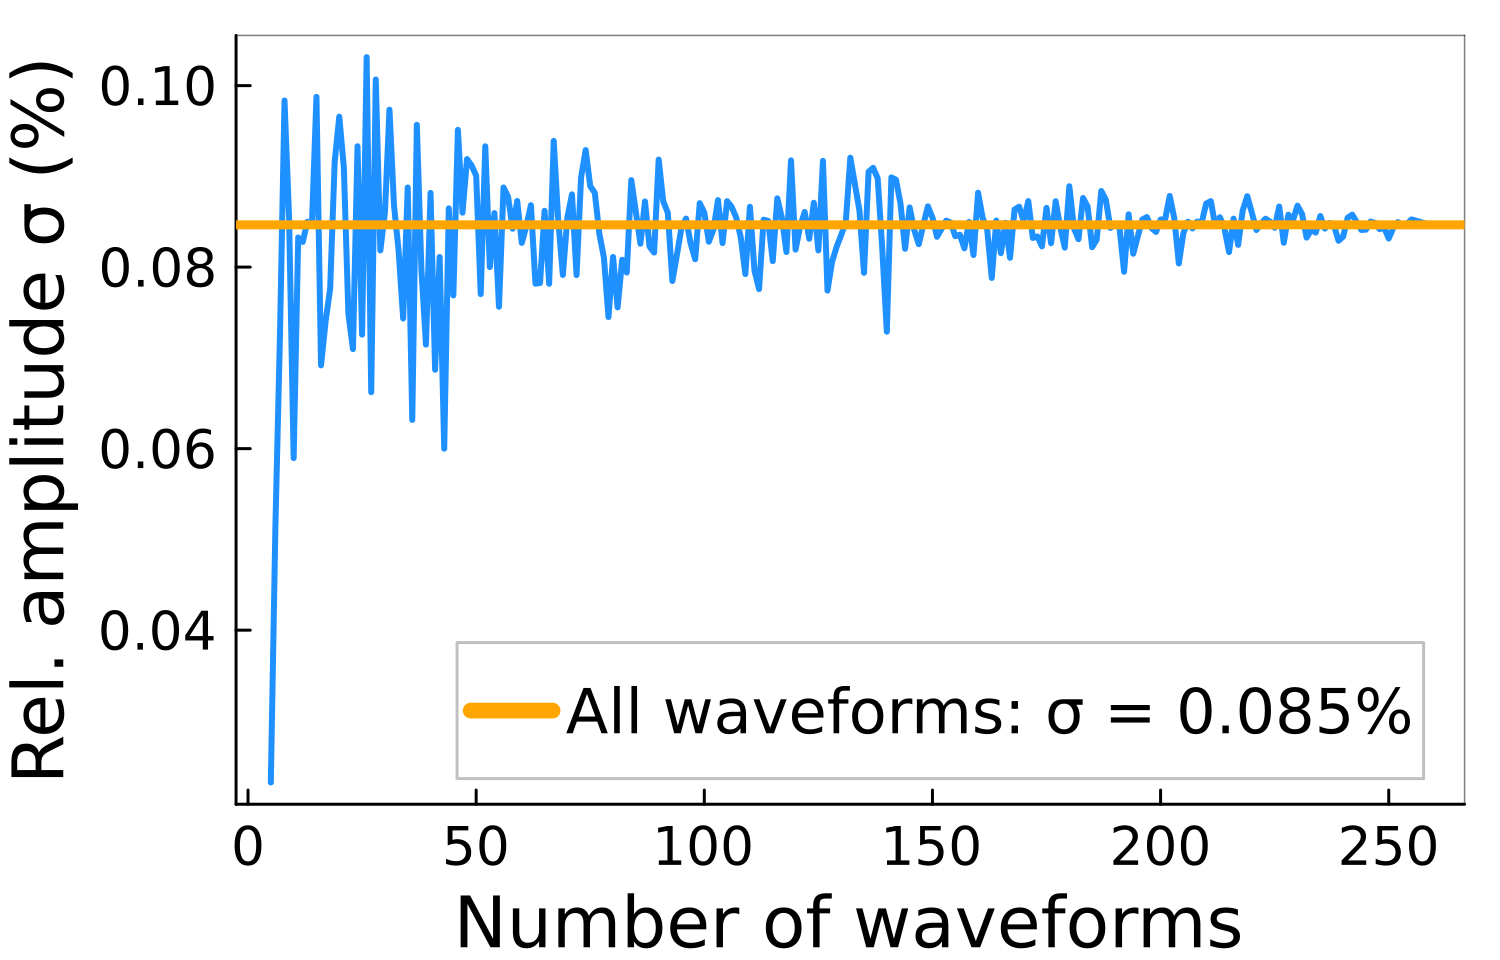 Rel. amplitude σ (%)
0.10
0.08
0.06
0.04
All waveforms: σ = 0.085%
0 50 100 150 200 250
Number of waveforms